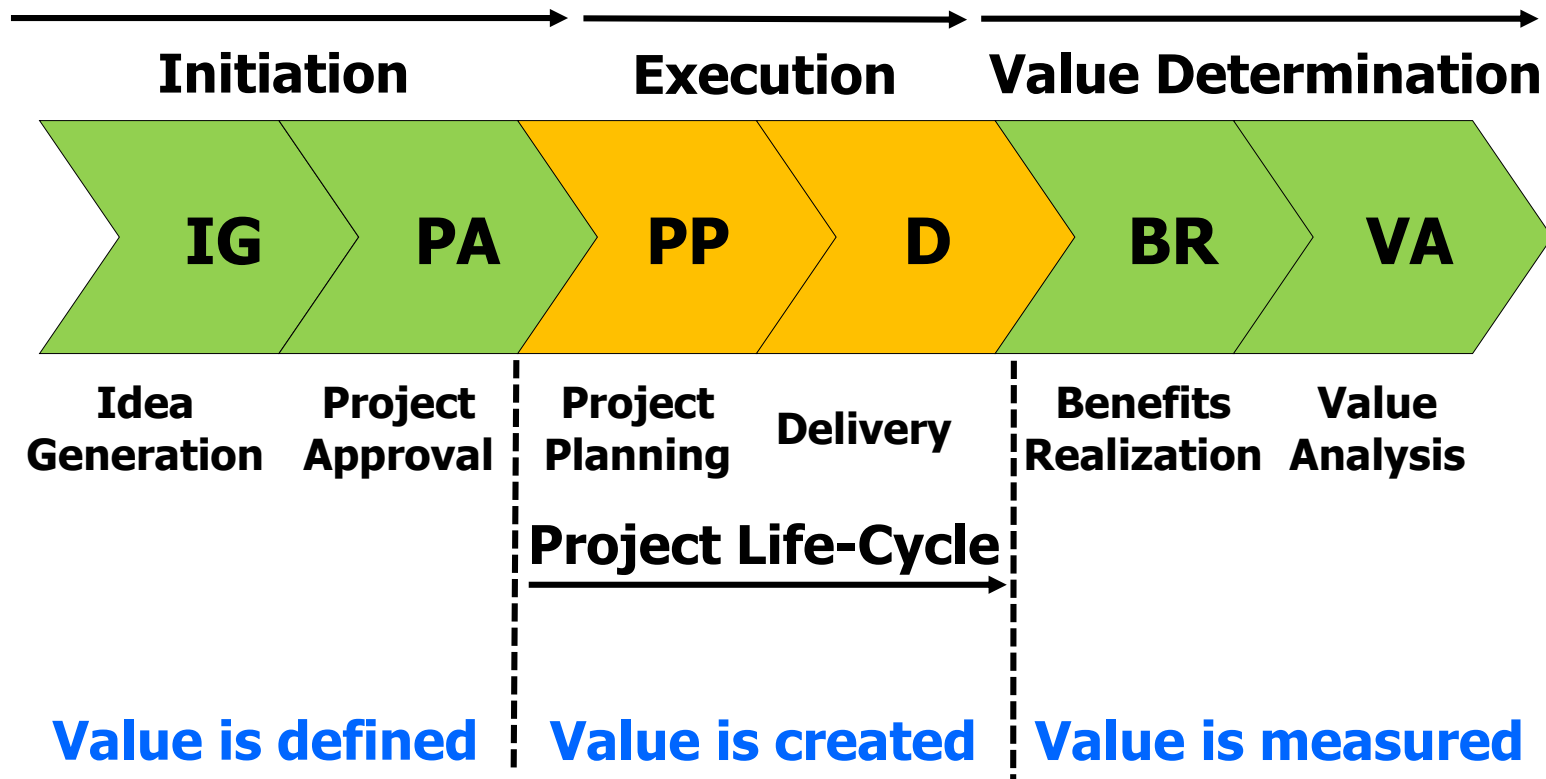 Initiation
Execution
Value Determination
IG
PA
PP
D
BR
VA
Idea
Generation
Project
Approval
Project
Planning
Delivery
Benefits
Realization
Value
Analysis
Project Life-Cycle
Value is defined
Value is created
Value is measured